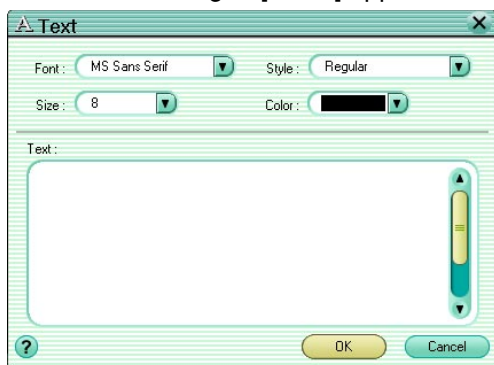 A Text
Font : MS Sans Serif Style : Regular
Size : 8 Color :
Text :
? OK Cancel